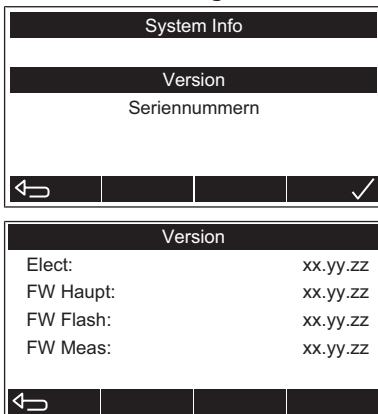 System Info
Version
Seriennummern
Version
Elect: xx.yy.zz
FW Haupt: xx.yy.zz
FW Flash: xx.yy.zz
FW Meas: xx.yy.zz